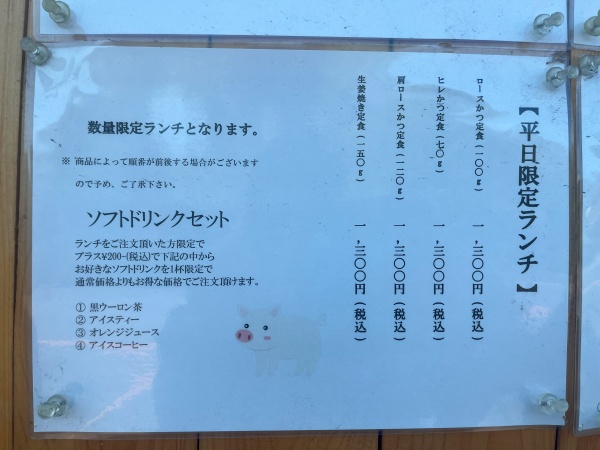 【平日限定ランチ】
ロースかつ定食(一〇〇g) 一,三〇〇円(税込)
ヒレかつ定食(七〇g) 一,三〇〇円(税込)
肩ロースかつ定食(一二〇g) 一,三〇〇円(税込)
生姜焼き定食(一五〇g) 一,三〇〇円(税込)
数量限定ランチとなります。
※ 商品によって順番が前後する場合がございます
ので予め、ご了承下さい。
ソフトドリンクセット
ランチをご注文頂いた方限定で
プラス¥200-(税込)で下記の中から
お好きなソフトドリンクを1杯限定で
通常価格よりもお得な価格でご注文頂けます。
① 黒ウーロン茶
② アイスティー
③ オレンジジュース
④ アイスコーヒー